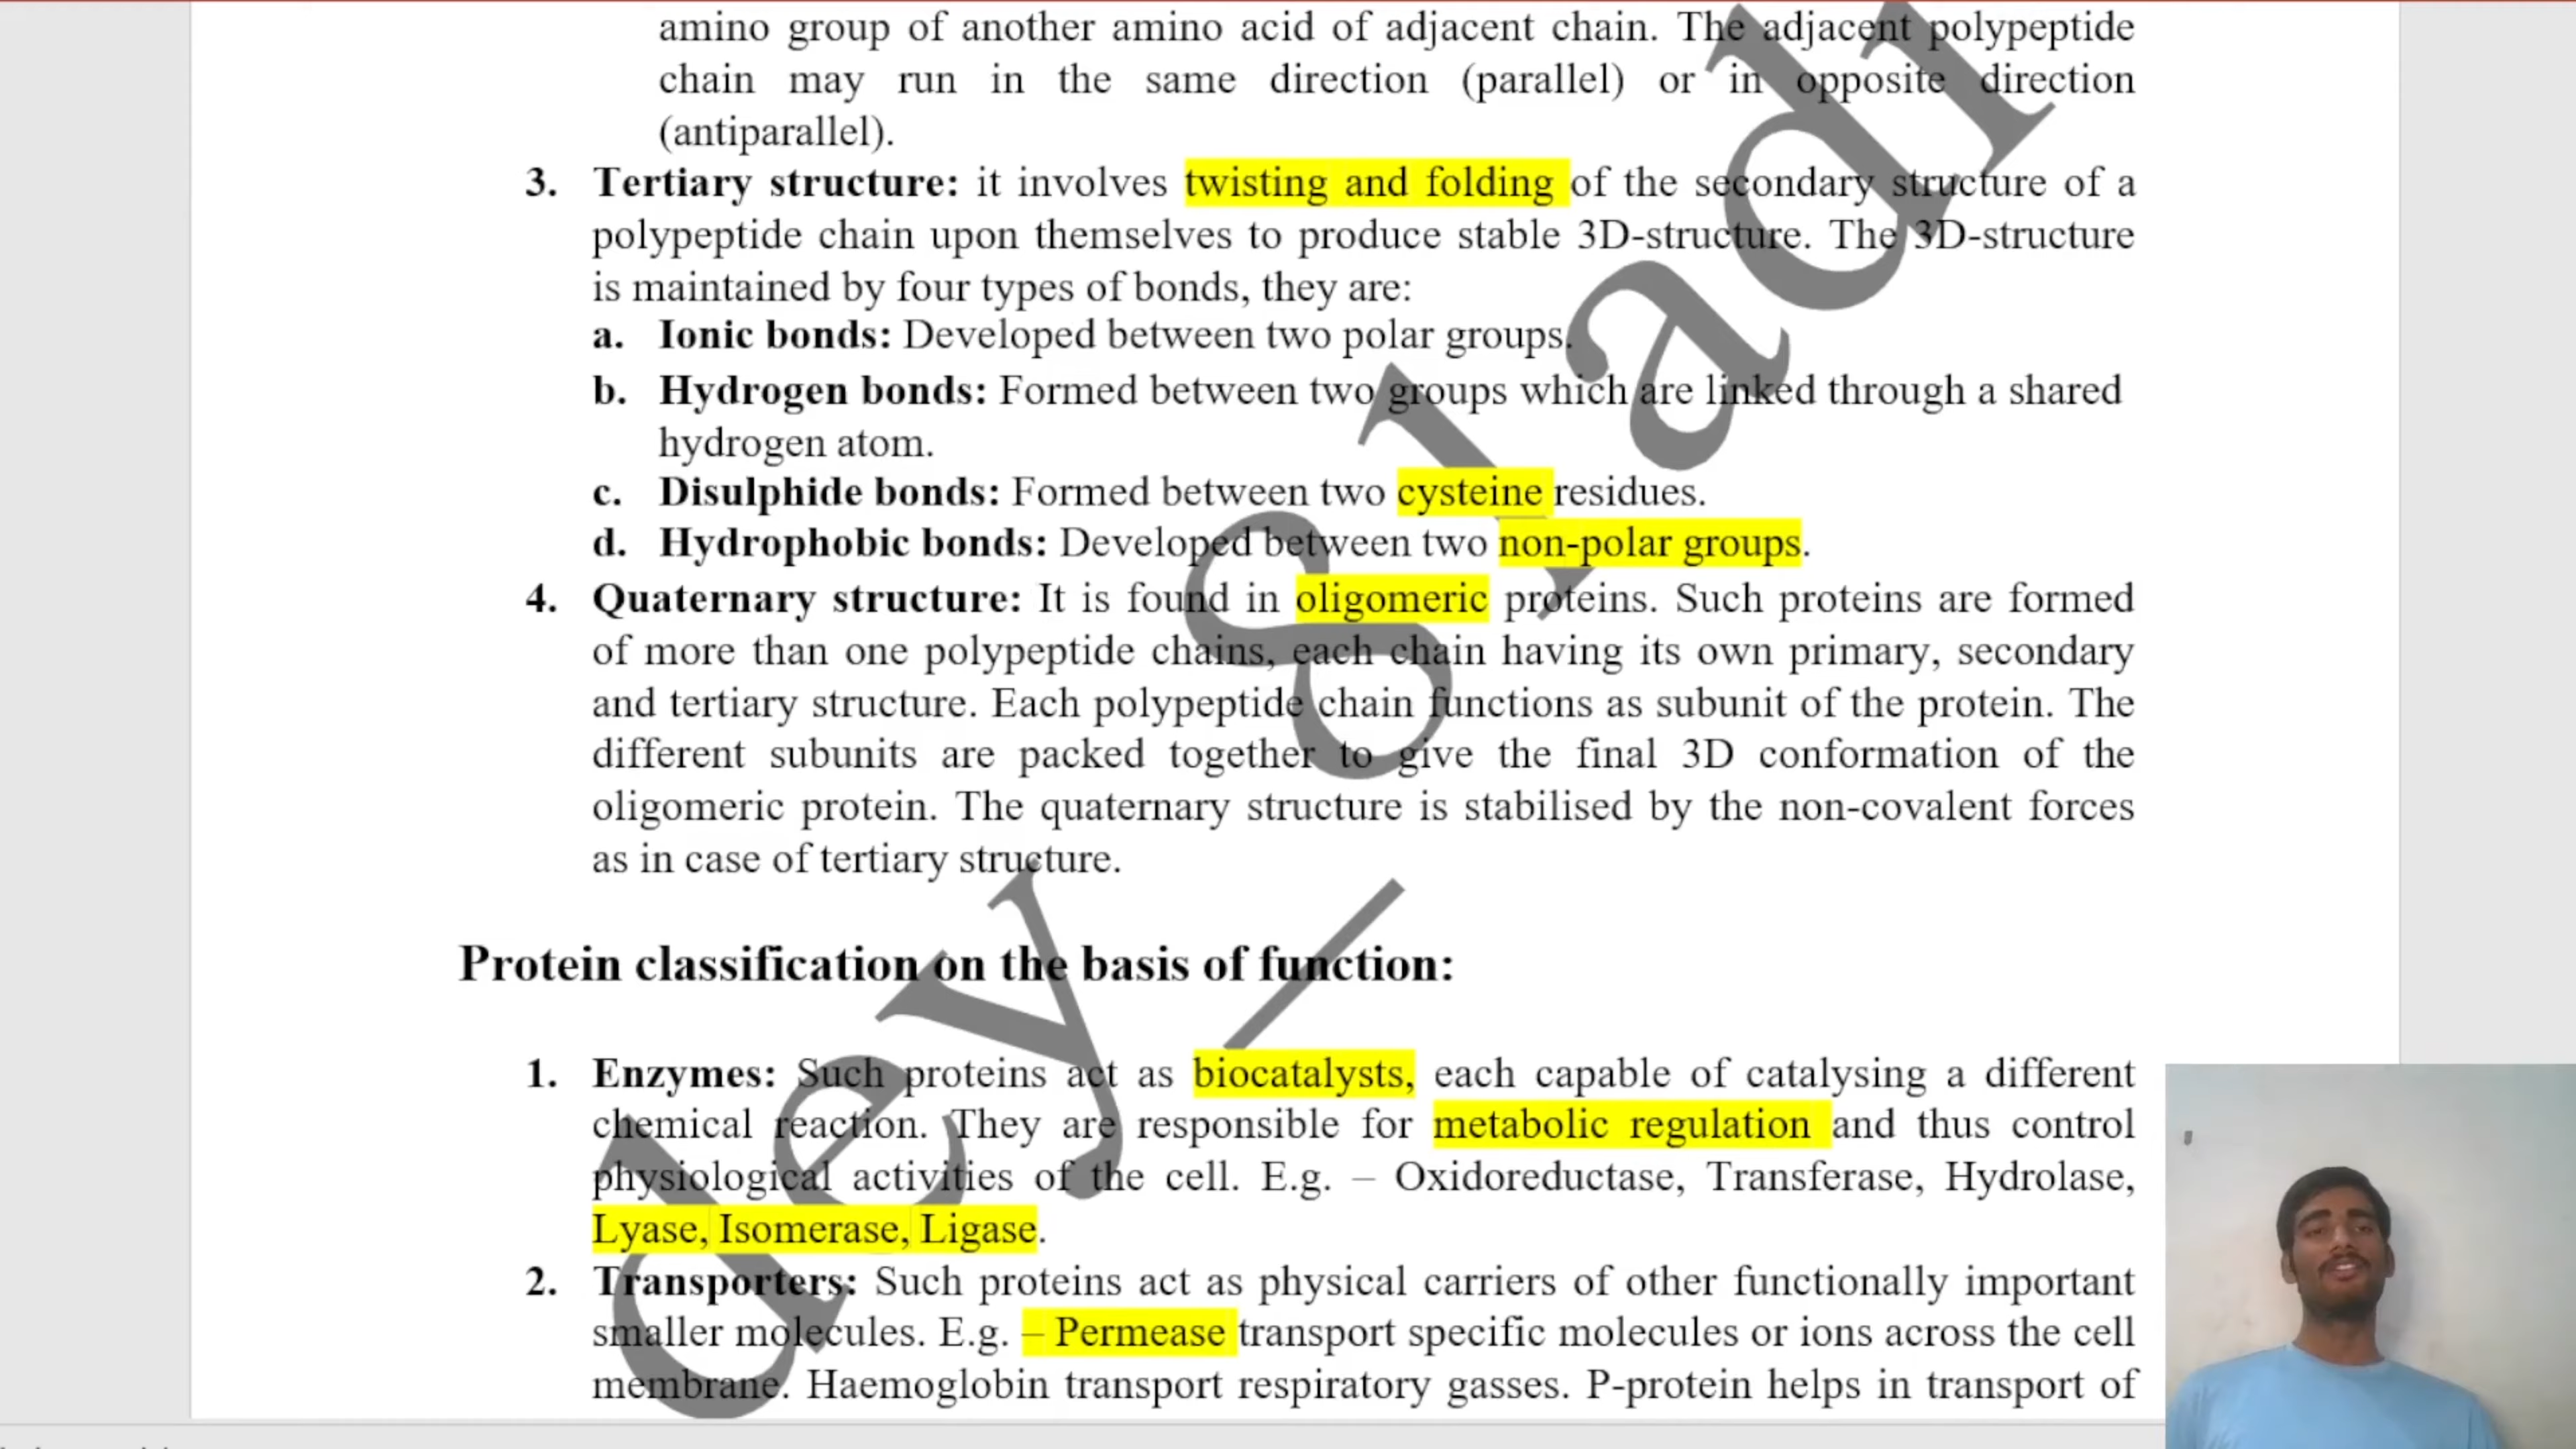 amino group of another amino acid of adjacent chain. The adjacent polypeptide
chain may run in the same direction (parallel) or in opposite direction
(antiparallel).
3. Tertiary structure: it involves twisting and folding of the secondary structure of a
polypeptide chain upon themselves to produce stable 3D-structure. The 3D-structure
is maintained by four types of bonds, they are:
a. Ionic bonds: Developed between two polar groups.
b. Hydrogen bonds: Formed between two groups which are linked through a shared
hydrogen atom.
c. Disulphide bonds: Formed between two cysteine residues.
d. Hydrophobic bonds: Developed between two non-polar groups.
4. Quaternary structure: It is found in oligomeric proteins. Such proteins are formed
of more than one polypeptide chains, each chain having its own primary, secondary
and tertiary structure. Each polypeptide chain functions as subunit of the protein. The
different subunits are packed together to give the final 3D conformation of the
oligomeric protein. The quaternary structure is stabilised by the non-covalent forces
as in case of tertiary structure.
Protein classification on the basis of function:
1. Enzymes: Such proteins act as biocatalysts, each capable of catalysing a different
chemical reaction. They are responsible for metabolic regulation and thus control
physiological activities of the cell. E.g. – Oxidoreductase, Transferase, Hydrolase,
Lyase, Isomerase, Ligase.
2. Transporters: Such proteins act as physical carriers of other functionally important
smaller molecules. E.g. – Permease transport specific molecules or ions across the cell
membrane. Haemoglobin transport respiratory gasses. P-protein helps in transport of